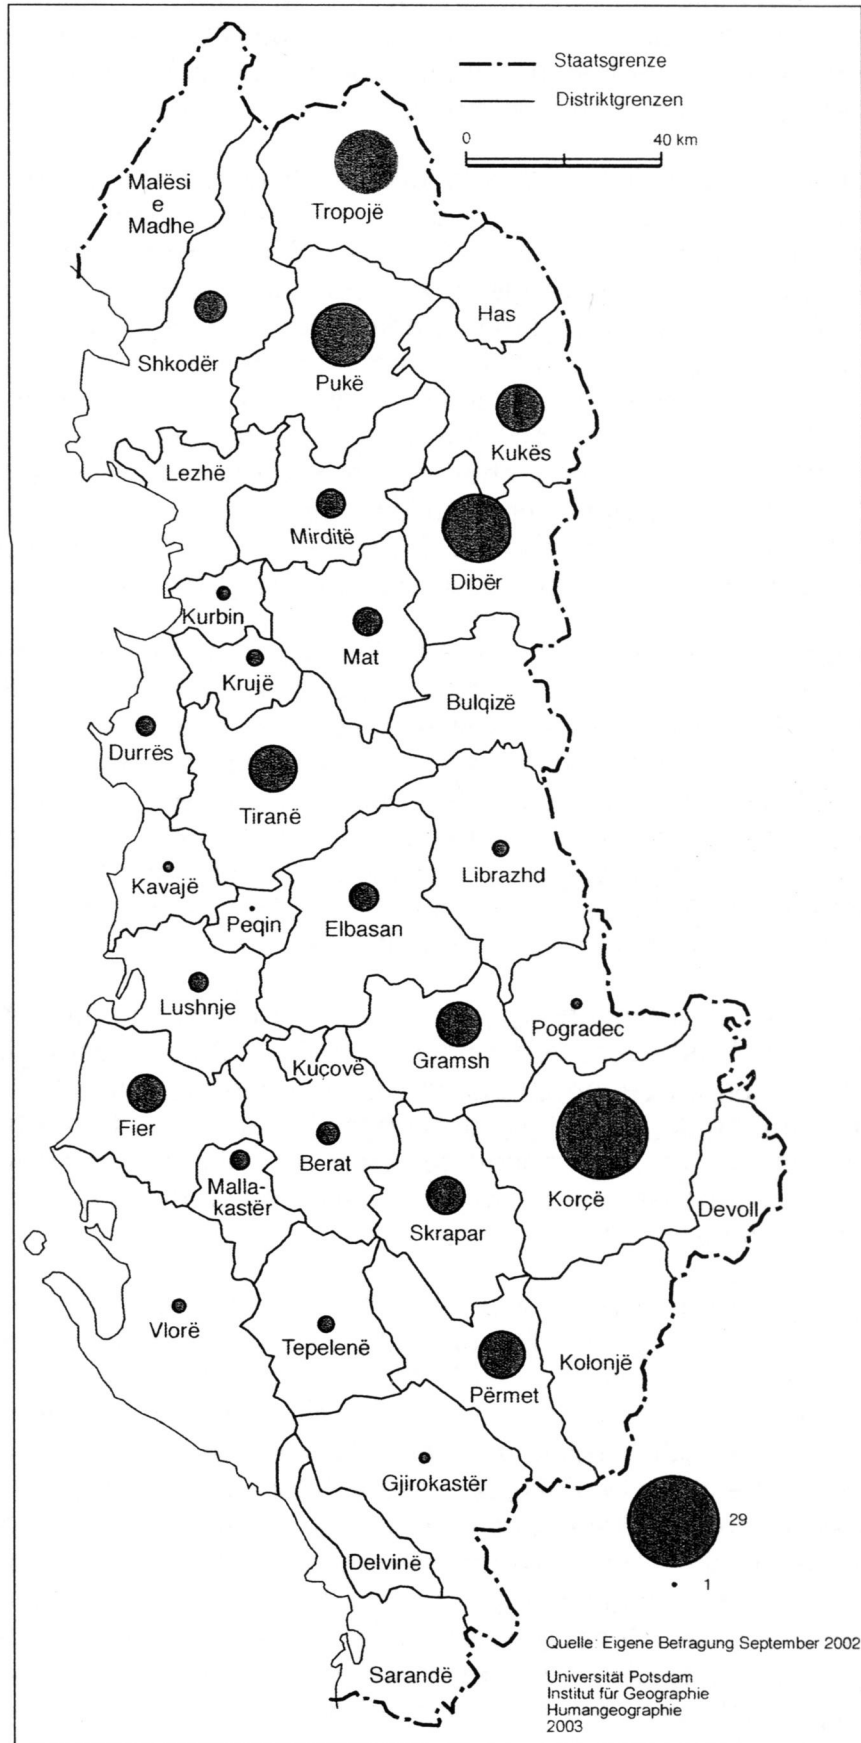 Staatsgrenze
Distriktgrenzen
0 40 km
Malësi
e
Madhe
Tropojë
Has
Shkodër
Pukë
Kukës
Lezhë
Mirditë
Dibër
Kurbin
Mat
Krujë
Bulqizë
Durrës
Tiranë
Librazhd
Kavajë
Peqin
Elbasan
Lushnje
Pogradec
Gramsh
Kuçovë
Fier
Berat
Malla-
kastër
Korçë
Devoll
Skrapar
Vlorë
Tepelenë
Kolonjë
Përmet
Gjirokastër
29
Delvinë
1
Sarandë
Quelle: Eigene Befragung September 2002
Universität Potsdam
Institut für Geographie
Humangeographie
2003